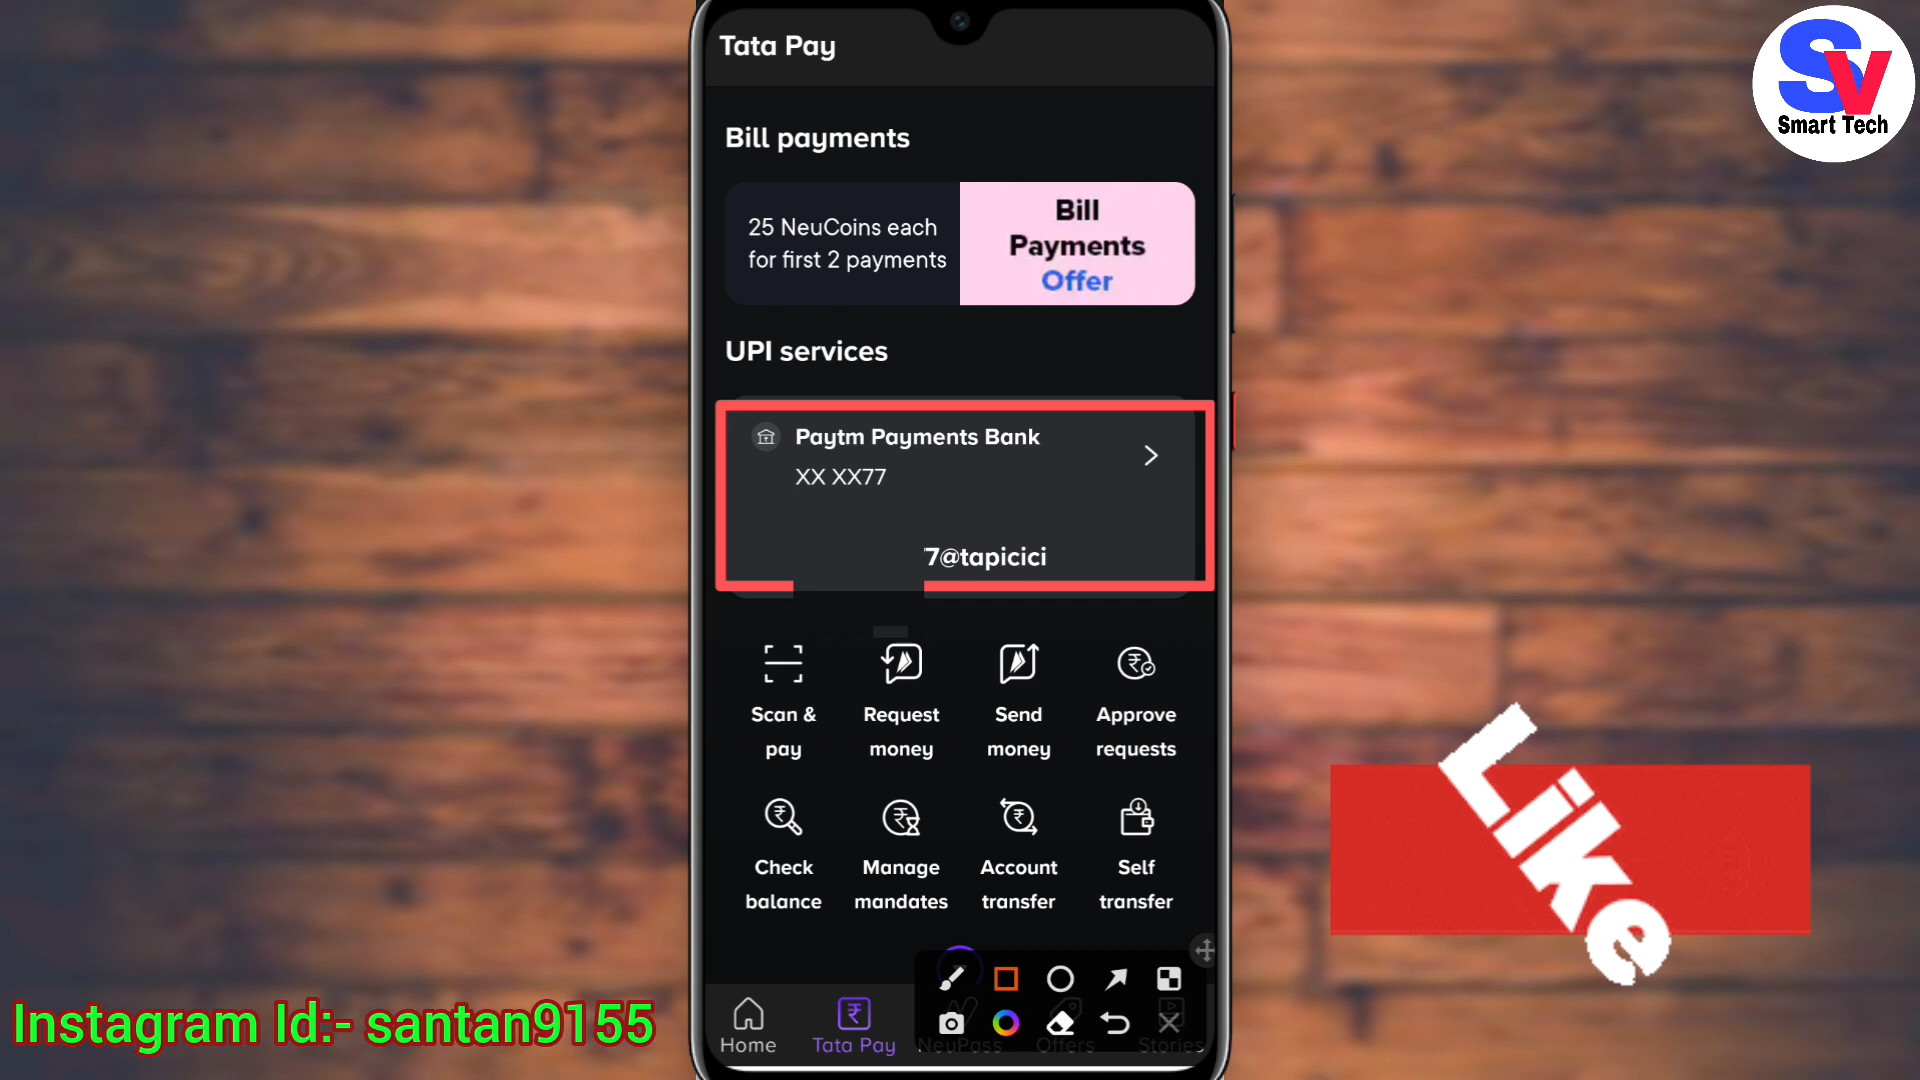 Tata Pay
Bill payments
25 NeuCoins each
for first 2 payments
Bill
Payments
Offer
UPI services
Paytm Payments Bank
XX XX77
7@tapicici
Scan &
pay
Request
money
Send
money
Approve
requests
Check
balance
Manage
mandates
Account
transfer
Self
transfer
Home
Tata Pay
NeuPass
Offers
Stories
SV
Smart Tech
Like
Instagram Id:- santan9155